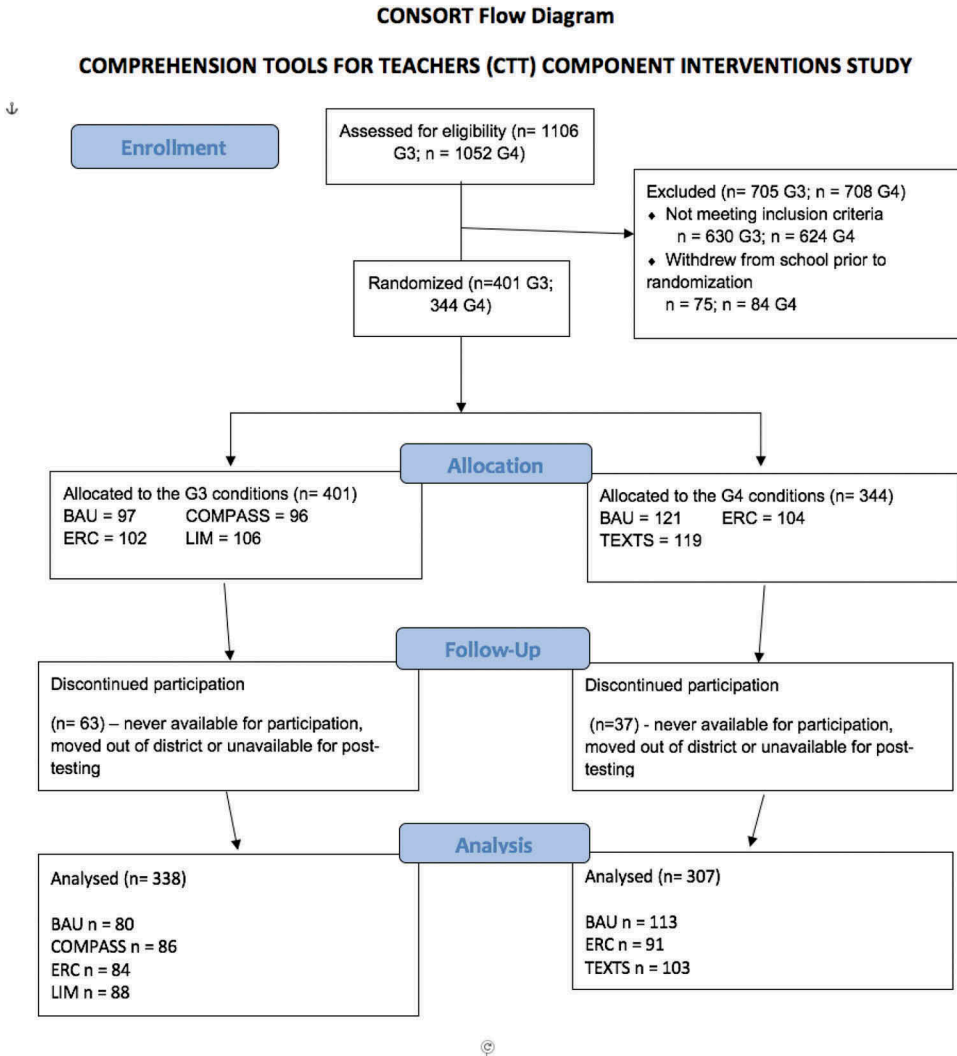 CONSORT Flow Diagram
COMPREHENSION TOOLS FOR TEACHERS (CTT) COMPONENT INTERVENTIONS STUDY
Enrollment
Assessed for eligibility (n= 1106
G3; n = 1052 G4)
Excluded (n= 705 G3; n = 708 G4)
♦ Not meeting inclusion criteria
n = 630 G3; n = 624 G4
♦ Withdrew from school prior to
randomization
n = 75; n = 84 G4
Randomized (n=401 G3;
344 G4)
Allocation
Allocated to the G3 conditions (n= 401)
BAU = 97 COMPASS = 96
ERC = 102 LIM = 106
Allocated to the G4 conditions (n= 344)
BAU = 121 ERC = 104
TEXTS = 119
Follow-Up
Discontinued participation
(n= 63) – never available for participation,
moved out of district or unavailable for post-
testing
Discontinued participation
(n=37) - never available for participation,
moved out of district or unavailable for post-
testing
Analysis
Analysed (n= 338)
BAU n = 80
COMPASS n = 86
ERC n = 84
LIM n = 88
Analysed (n= 307)
BAU n = 113
ERC n = 91
TEXTS n = 103